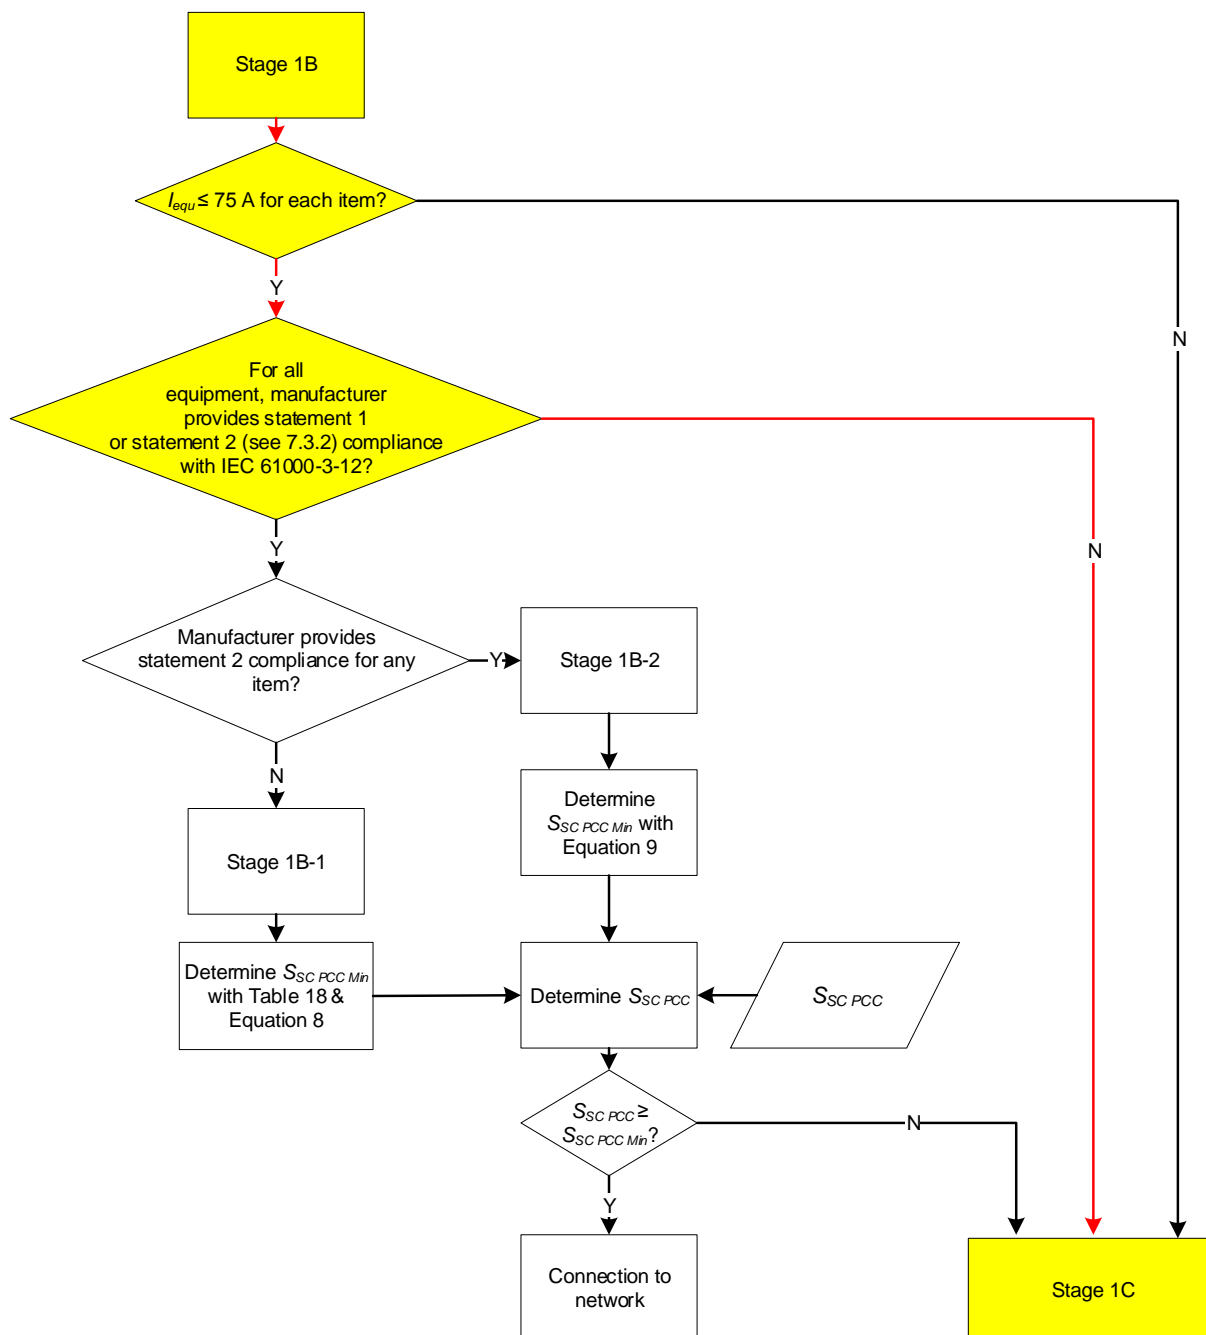 Stage 1B
Iequ ≤ 75 A for each item?
Y
N
For all
equipment, manufacturer
provides statement 1
or statement 2 (see 7.3.2) compliance
with IEC 61000-3-12?
Y
N
Manufacturer provides
statement 2 compliance for any
item?
Y
Stage 1B-2
N
Determine
SSC PCC Min with
Equation 9
Stage 1B-1
Determine SSC PCC Min
with Table 18 &
Equation 8
Determine SSC PCC
SSC PCC
SSC PCC ≥
SSC PCC Min?
N
Y
Connection to
network
Stage 1C